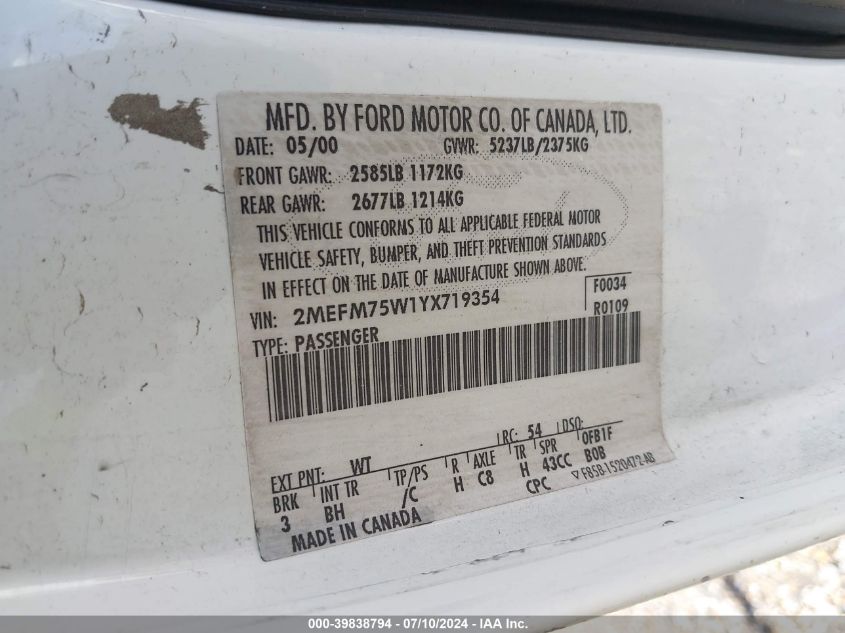 MFD. BY FORD MOTOR CO. OF CANADA, LTD.
DATE: 05/00 GVWR: 5237LB/2375KG
FRONT GAWR: 2585LB 1172KG
REAR GAWR: 2677LB 1214KG
THIS VEHICLE CONFORMS TO ALL APPLICABLE FEDERAL MOTOR
VEHICLE SAFETY, BUMPER, AND THEFT PREVENTION STANDARDS
IN EFFECT ON THE DATE OF MANUFACTURE SHOWN ABOVE.
VIN: 2MEFM75W1YX719354 F0034
TYPE: PASSENGER R0109
EXT PNT: WT RC: 54 DSO:
BRK INT TR TP/PS R AXLE TR SPR 0FB1F
3 BH /C H C8 H 43CC B0B
CPC F85B-1520472-AB
MADE IN CANADA
000-39838794 07/10/2024 - IAA Inc.